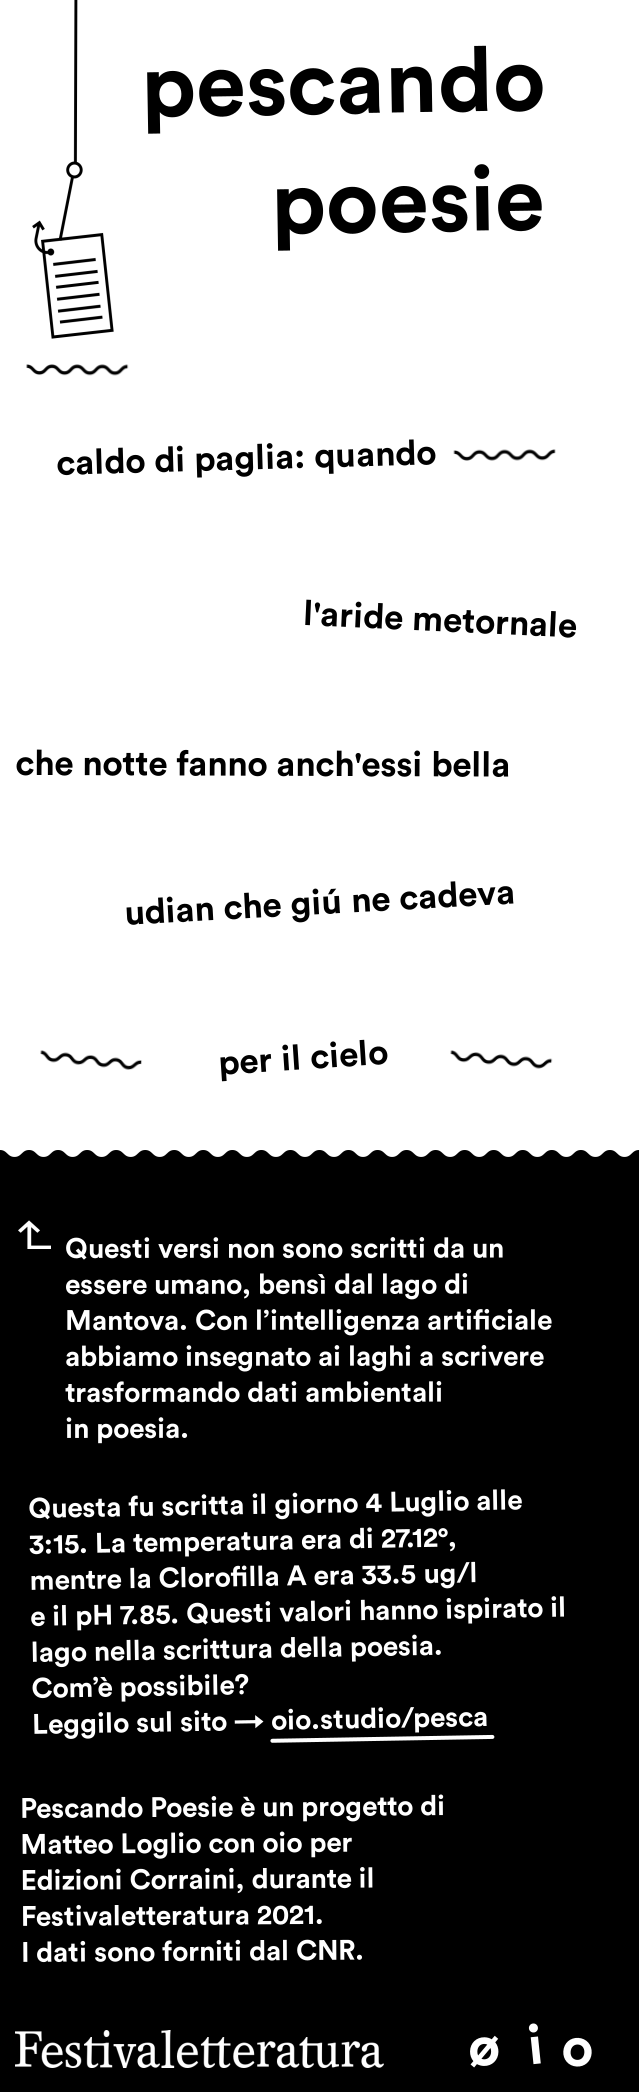 pescando
poesie
caldo di paglia: quando
l'aride metornale
che notte fanno anch'essi bella
udian che giú ne cadeva
per il cielo
Questi versi non sono scritti da un
essere umano, bensì dal lago di
Mantova. Con l’intelligenza artificiale
abbiamo insegnato ai laghi a scrivere
trasformando dati ambientali
in poesia.
Questa fu scritta il giorno 4 Luglio alle
3:15. La temperatura era di 27.12°,
mentre la Clorofilla A era 33.5 ug/l
e il pH 7.85. Questi valori hanno ispirato il
lago nella scrittura della poesia.
Com’è possibile?
Leggilo sul sito → oio.studio/pesca
Pescando Poesie è un progetto di
Matteo Loglio con oio per
Edizioni Corraini, durante il
Festivaletteratura 2021.
I dati sono forniti dal CNR.
Festivaletteratura ø i o